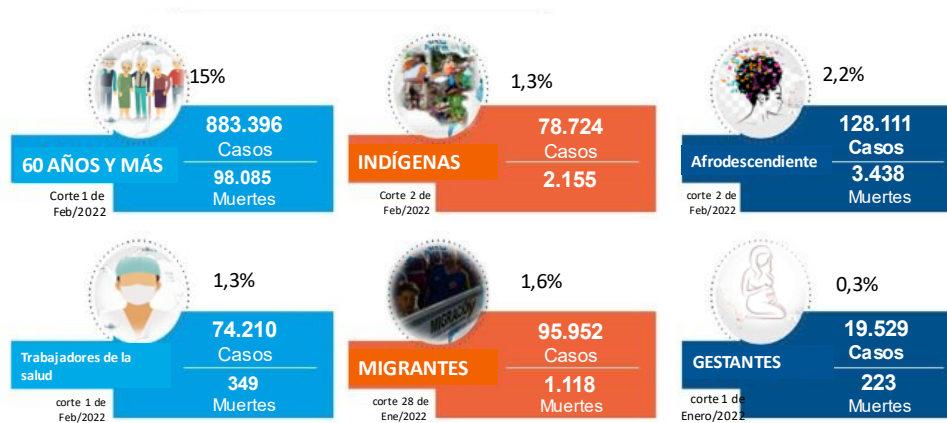 15%
883.396
Casos
60 AÑOS Y MÁS
98.085
Muertes
Corte 1 de
Feb/2022
1,3%
78.724
Casos
INDÍGENAS
2.155
Corte 2 de
Feb/2022
2,2%
128.111
Casos
Afrodescendiente
3.438
Muertes
corte 2 de
Feb/2022
1,3%
74.210
Casos
Trabajadores de la
salud
349
Muertes
corte 1 de
Feb/2022
1,6%
MIGRACIÓN
95.952
Casos
MIGRANTES
1.118
Muertes
corte 28 de
Ene/2022
0,3%
19.529
Casos
GESTANTES
223
Muertes
corte 1 de
Enero/2022